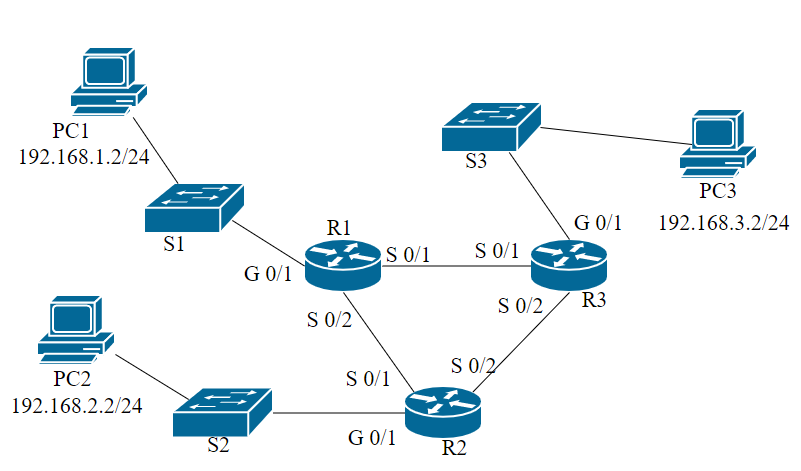 PC1
192.168.1.2/24
S1
S3
PC3
192.168.3.2/24
R1
G 0/1
S 0/1
S 0/1
G 0/1
R3
S 0/2
S 0/2
PC2
192.168.2.2/24
S2
S 0/1
S 0/2
G 0/1
R2